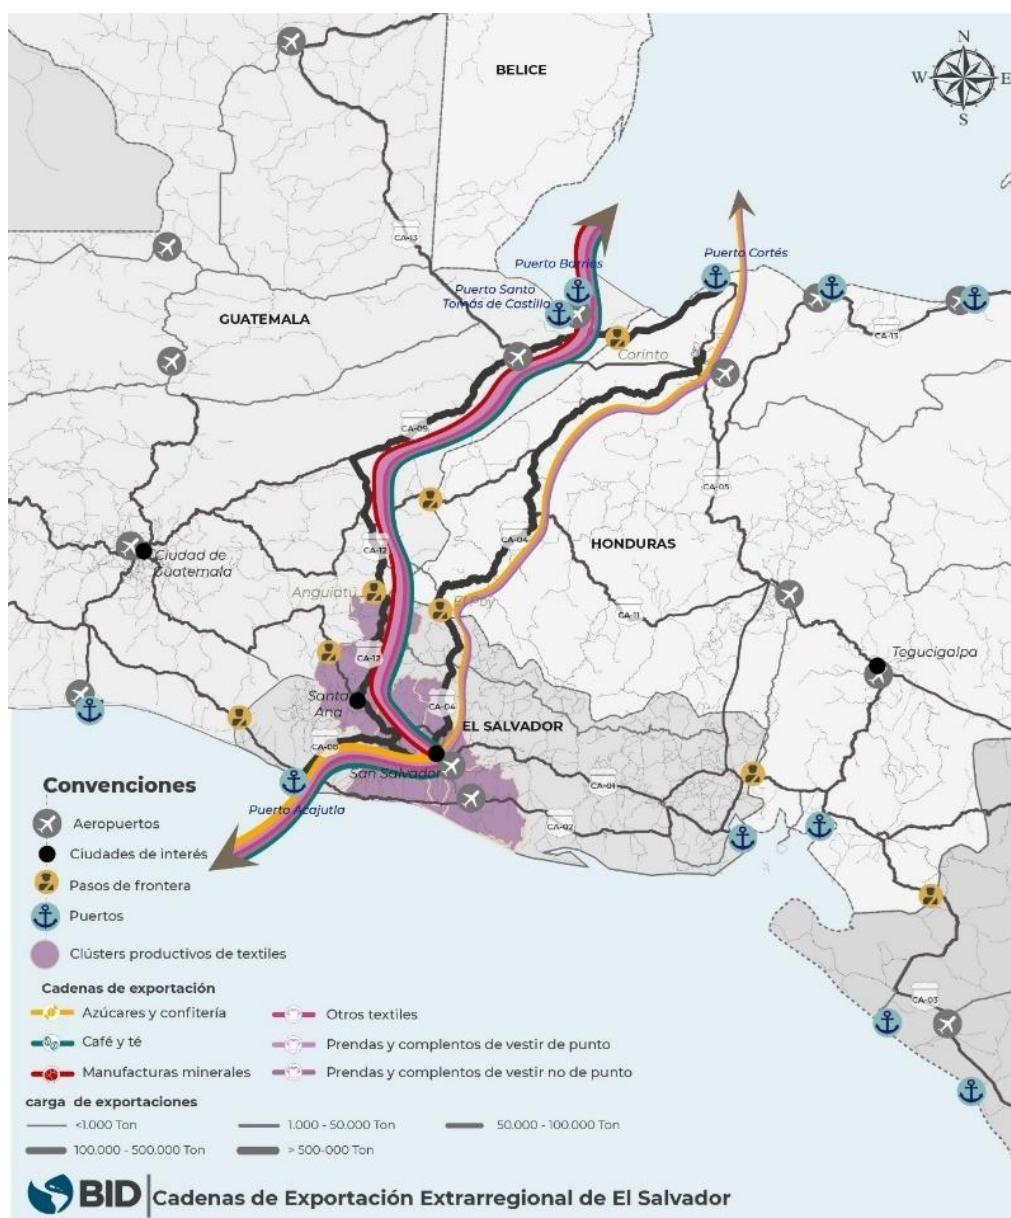 N
BELICE
W
E
S
CA-13
Puerto Barrios
Puerto Cortés
Puerto Santo
Tomás de Castilla
GUATEMALA
CA-13
Corinto
CA-09
CA-05
CA-12
CA-04
HONDURAS
Ciudad de
Guatemala
Anguiatú
El Poy
CA-11
CA-12
Tegucigalpa
Santa
Ana
CA-04
EL SALVADOR
CA-08
San Salvador
CA-01
Puerto Acajutla
CA-02
CA-03
Convenciones
Aeropuertos
Ciudades de interés
Pasos de frontera
Puertos
Clústers productivos de textiles
Cadenas de exportación
Azúcares y confitería
Otros textiles
Café y té
Prendas y complentos de vestir de punto
Manufacturas minerales
Prendas y complentos de vestir no de punto
carga de exportaciones
<1.000 Ton
1.000 - 50.000 Ton
50.000 - 100.000 Ton
100.000 - 500.000 Ton
> 500-000 Ton
BID
Cadenas de Exportación Extrarregional de El Salvador